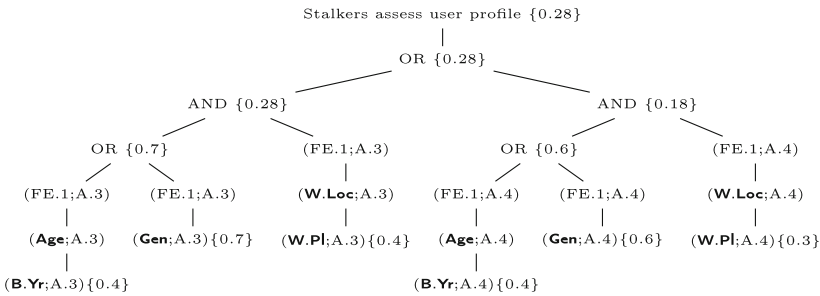 Stalkers assess user profile {0.28}
OR {0.28}
AND {0.28} AND {0.18}
OR {0.7} (FE.1;A.3) OR {0.6} (FE.1;A.4)
(FE.1;A.3) (FE.1;A.3) (W.Loc;A.3) (FE.1;A.4) (FE.1;A.4) (W.Loc;A.4)
(Age;A.3) (Gen;A.3){0.7} (W.Pl;A.3){0.4} (Age;A.4) (Gen;A.4){0.6} (W.Pl;A.4){0.3}
(B.Yr;A.3){0.4} (B.Yr;A.4){0.4}